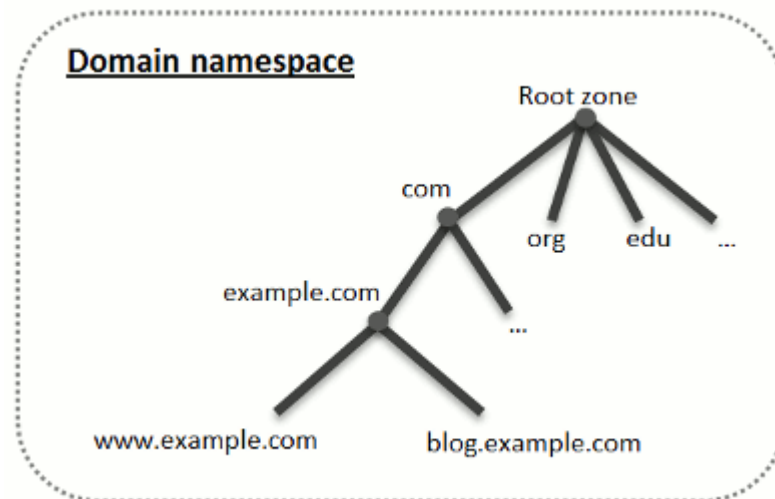 Domain namespace
Root zone
com
org
edu
...
example.com
...
www.example.com
blog.example.com